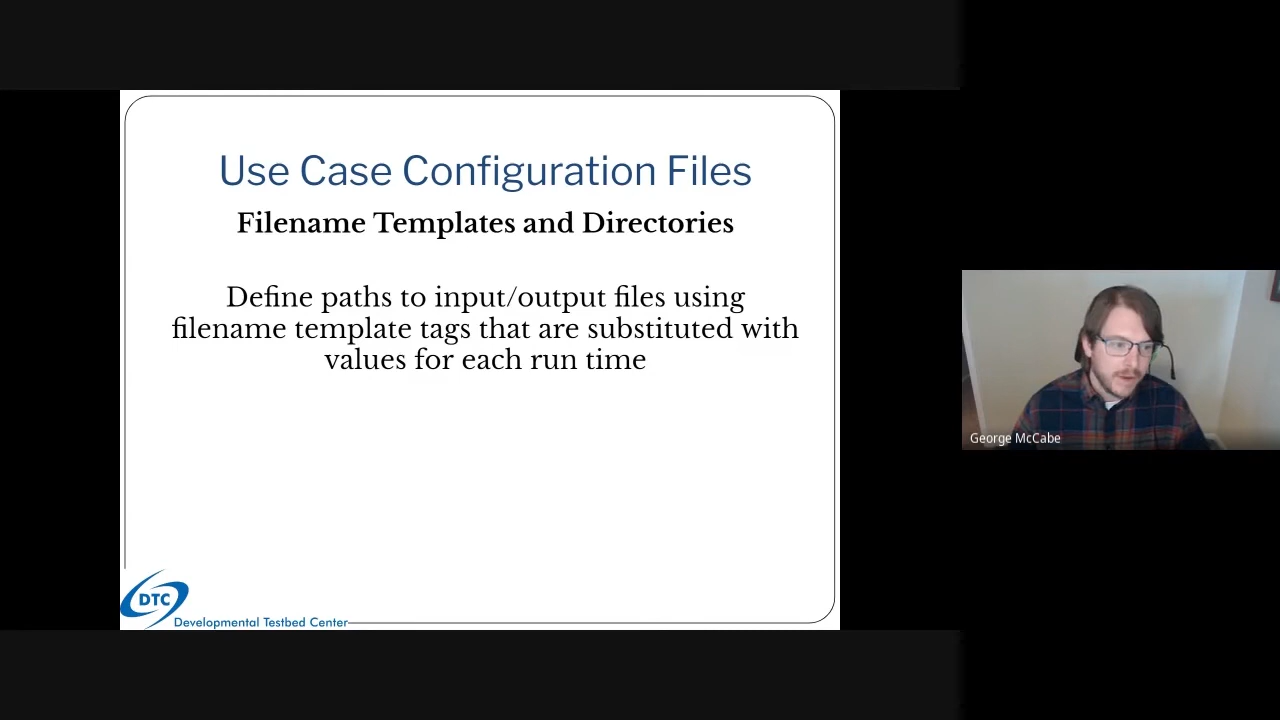 Use Case Configuration Files
Filename Templates and Directories
Define paths to input/output files using
filename template tags that are substituted with
values for each run time
George McCabe
DTC
Developmental Testbed Center